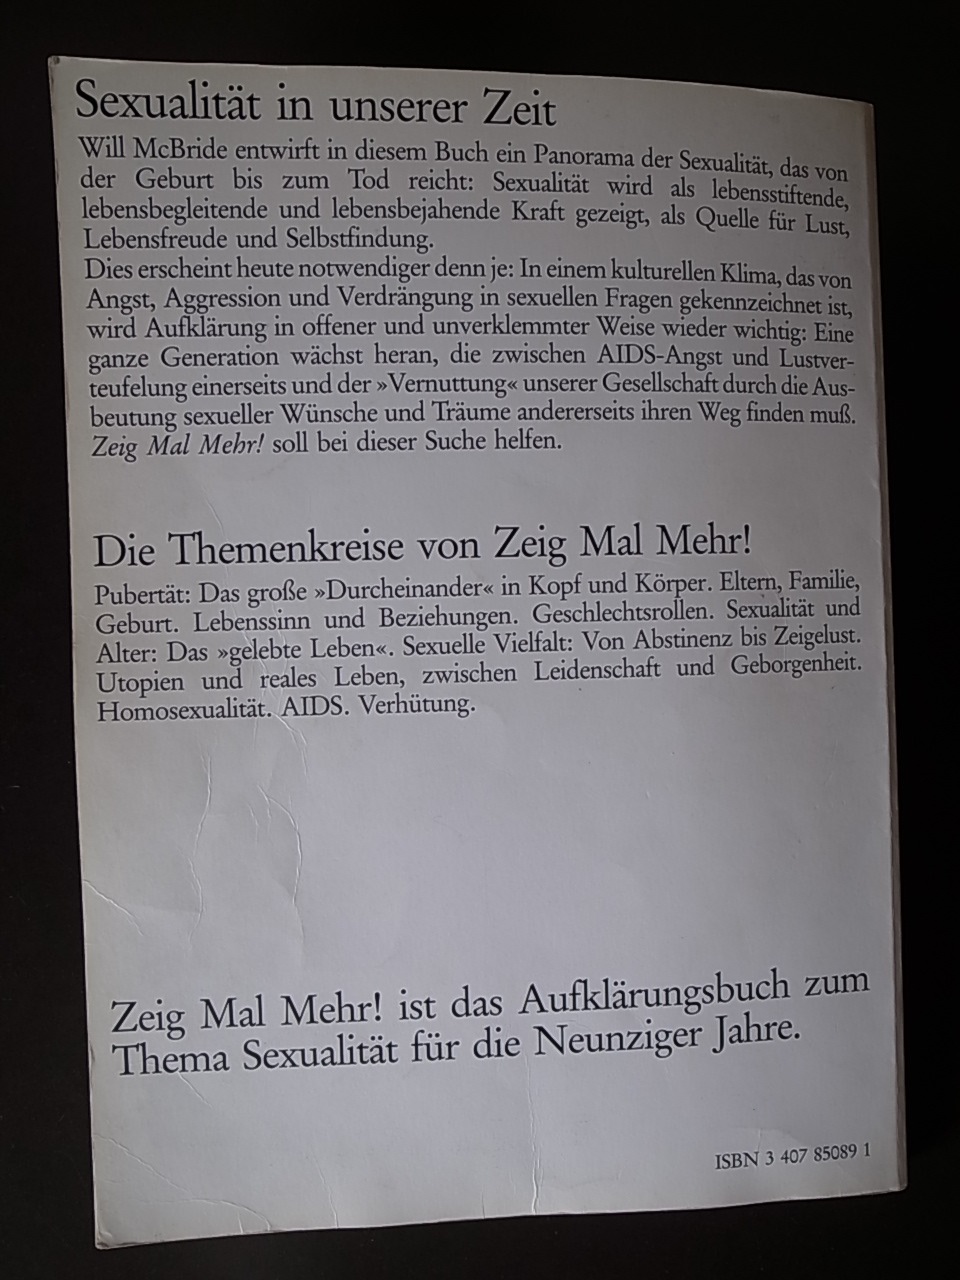 Sexualität in unserer Zeit
Will McBride entwirft in diesem Buch ein Panorama der Sexualität, das von
der Geburt bis zum Tod reicht: Sexualität wird als lebensstiftende,
lebensbegleitende und lebensbejahende Kraft gezeigt, als Quelle für Lust,
Lebensfreude und Selbstfindung.
Dies erscheint heute notwendiger denn je: In einem kulturellen Klima, das von
Angst, Aggression und Verdrängung in sexuellen Fragen gekennzeichnet ist,
wird Aufklärung in offener und unverklemmter Weise wieder wichtig: Eine
ganze Generation wächst heran, die zwischen AIDS-Angst und Lustver-
teufelung einerseits und der »Vernuttung« unserer Gesellschaft durch die Aus-
beutung sexueller Wünsche und Träume andererseits ihren Weg finden muß.
Zeig Mal Mehr! soll bei dieser Suche helfen.
Die Themenkreise von Zeig Mal Mehr!
Pubertät: Das große »Durcheinander« in Kopf und Körper. Eltern, Familie,
Geburt. Lebenssinn und Beziehungen. Geschlechtsrollen. Sexualität und
Alter: Das »gelebte Leben«. Sexuelle Vielfalt: Von Abstinenz bis Zeigelust.
Utopien und reales Leben, zwischen Leidenschaft und Geborgenheit.
Homosexualität. AIDS. Verhütung.
Zeig Mal Mehr! ist das Aufklärungsbuch zum
Thema Sexualität für die Neunziger Jahre.
ISBN 3 407 85089 1